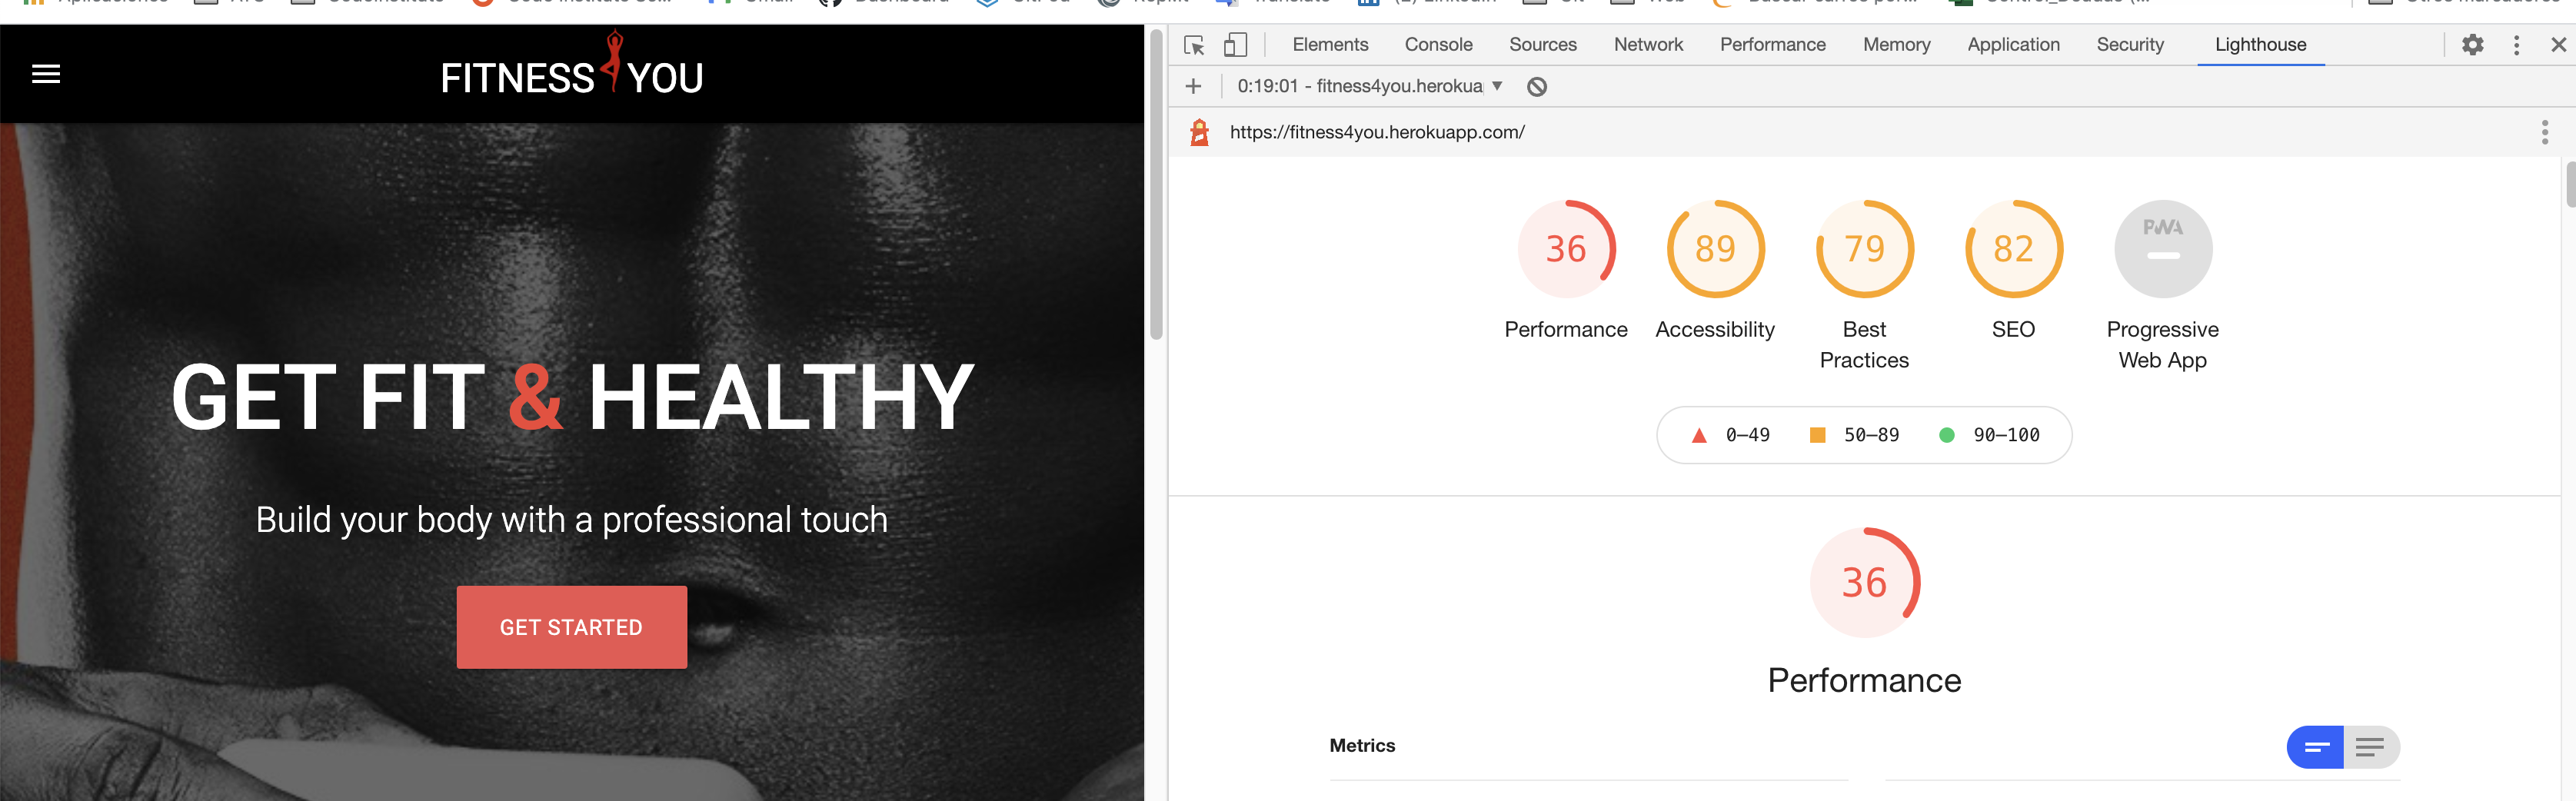 FITNESS YOU
GET FIT & HEALTHY
Build your body with a professional touch
GET STARTED
Elements Console Sources Network Performance Memory Application Security Lighthouse
0:19:01 - fitness4you.herokua
https://fitness4you.herokuapp.com/
36 89 79 82 PWA
Performance Accessibility Best Practices SEO Progressive Web App
0–49 50–89 90–100
36
Performance
Metrics